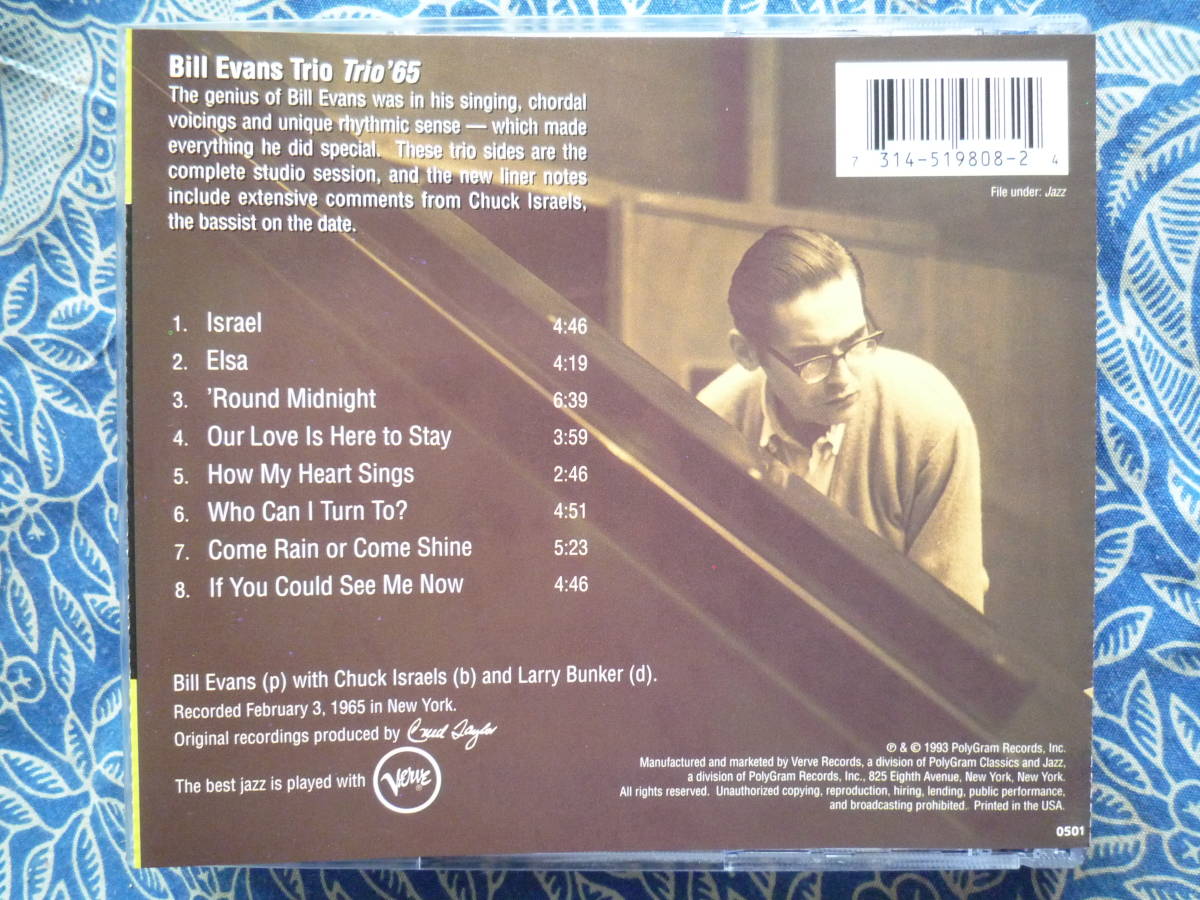 Bill Evans Trio Trio'65
The genius of Bill Evans was in his singing, chordal
voicings and unique rhythmic sense — which made
everything he did special. These trio sides are the
complete studio session, and the new liner notes
include extensive comments from Chuck Israels,
the bassist on the date.
7 314-519808-2 4
File under: Jazz
1. Israel 4:46
2. Elsa 4:19
3. 'Round Midnight 6:39
4. Our Love Is Here to Stay 3:59
5. How My Heart Sings 2:46
6. Who Can I Turn To? 4:51
7. Come Rain or Come Shine 5:23
8. If You Could See Me Now 4:46
Bill Evans (p) with Chuck Israels (b) and Larry Bunker (d).
Recorded February 3, 1965 in New York.
Original recordings produced by Creed Taylor
The best jazz is played with Verve®
℗ & © 1993 PolyGram Records, Inc.
Manufactured and marketed by Verve Records, a division of PolyGram Classics and Jazz,
a division of PolyGram Records, Inc., 825 Eighth Avenue, New York, New York.
All rights reserved. Unauthorized copying, reproduction, hiring, lending, public performance,
and broadcasting prohibited. Printed in the USA.
0501